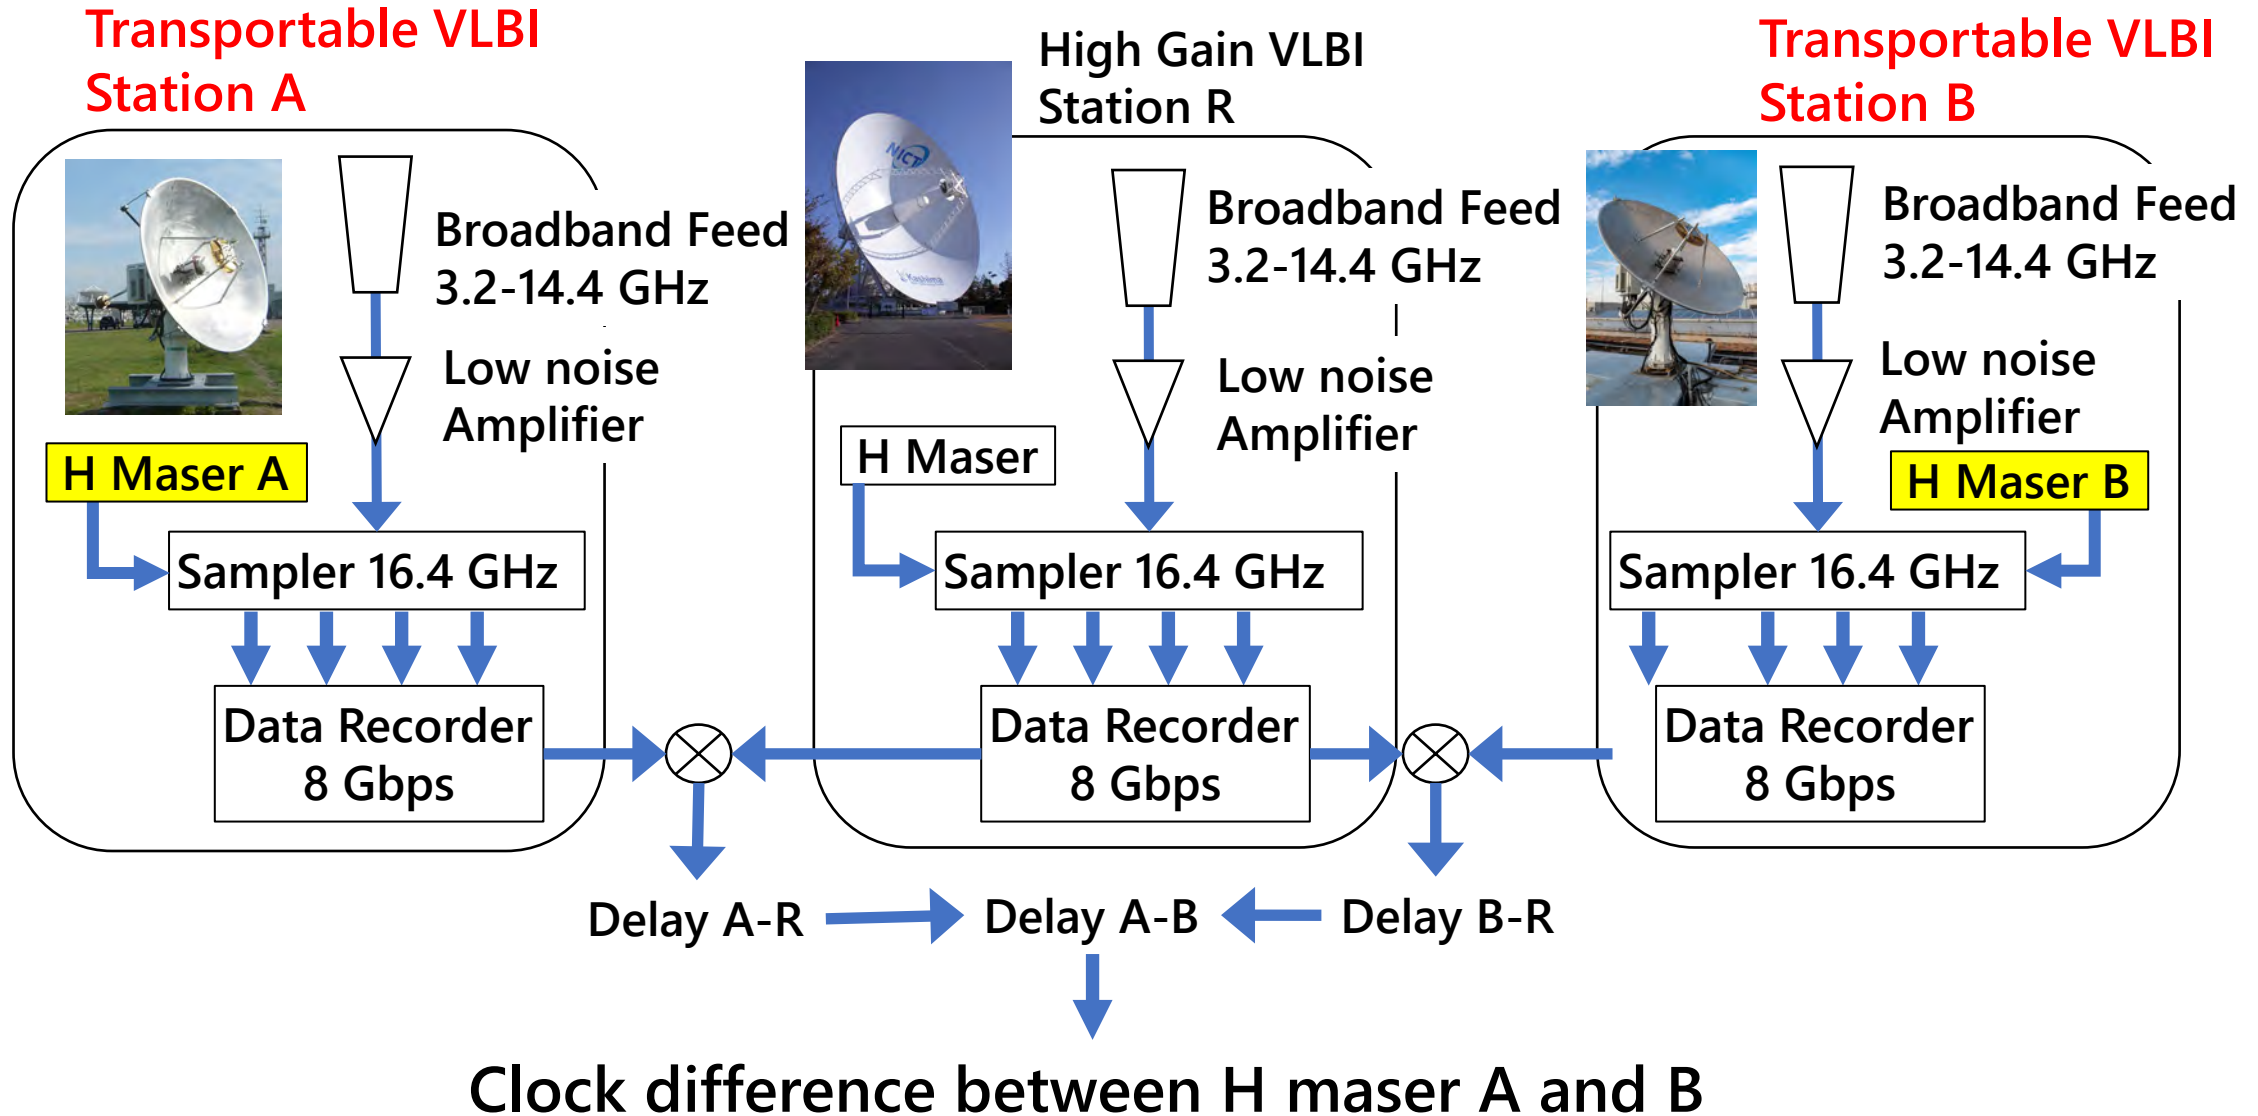 Transportable VLBI
Station A
High Gain VLBI
Station R
Transportable VLBI
Station B
Broadband Feed
3.2-14.4 GHz
Low noise
Amplifier
H Maser A
Sampler 16.4 GHz
Data Recorder
8 Gbps
NICT
Kashima
Broadband Feed
3.2-14.4 GHz
Low noise
Amplifier
H Maser
Sampler 16.4 GHz
Data Recorder
8 Gbps
Broadband Feed
3.2-14.4 GHz
Low noise
Amplifier
H Maser B
Sampler 16.4 GHz
Data Recorder
8 Gbps
Delay A-R
Delay A-B
Delay B-R
Clock difference between H maser A and B